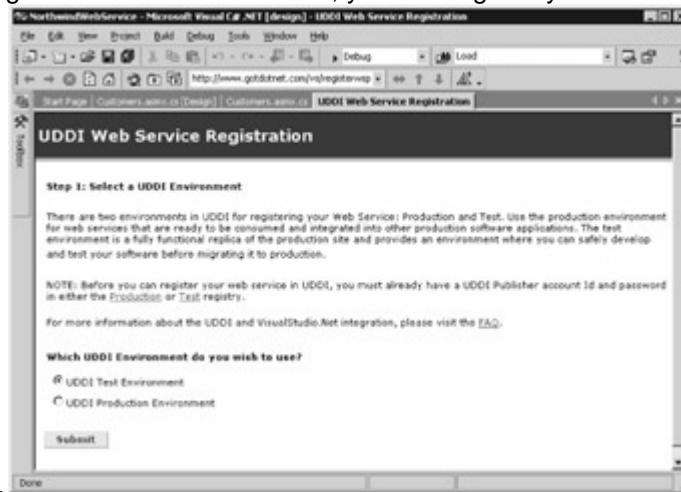 NorthwindWebService - Microsoft Visual C# .NET [design] - UDDI Web Service Registration
File Edit View Project Build Debug Tools Window Help
Debug Load
http://www.gotdotnet.com/vs/registerwsp
Start Page Customers.asmx.cs [Design] Customers.asmx.cs UDDI Web Service Registration
Toolbox
UDDI Web Service Registration
Step 1: Select a UDDI Environment
There are two environments in UDDI for registering your Web Service: Production and Test. Use the production environment
for web services that are ready to be consumed and integrated into other production software applications. The test
environment is a fully functional replica of the production site and provides an environment where you can safely develop
and test your software before migrating it to production.
NOTE: Before you can register your web service in UDDI, you must already have a UDDI Publisher account Id and password
in either the Production or Test registry.
For more information about the UDDI and VisualStudio.Net integration, please visit the FAQ.
Which UDDI Environment do you wish to use?
UDDI Test Environment
UDDI Production Environment
Submit
Done